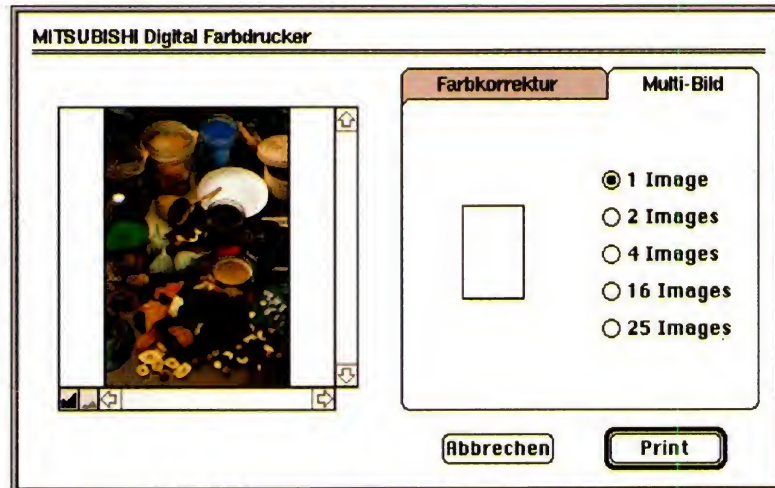 MITSUBISHI Digital Farbdrucker
Farbkorrektur
Multi-Bild
1 Image
2 Images
4 Images
16 Images
25 Images
Abbrechen
Print